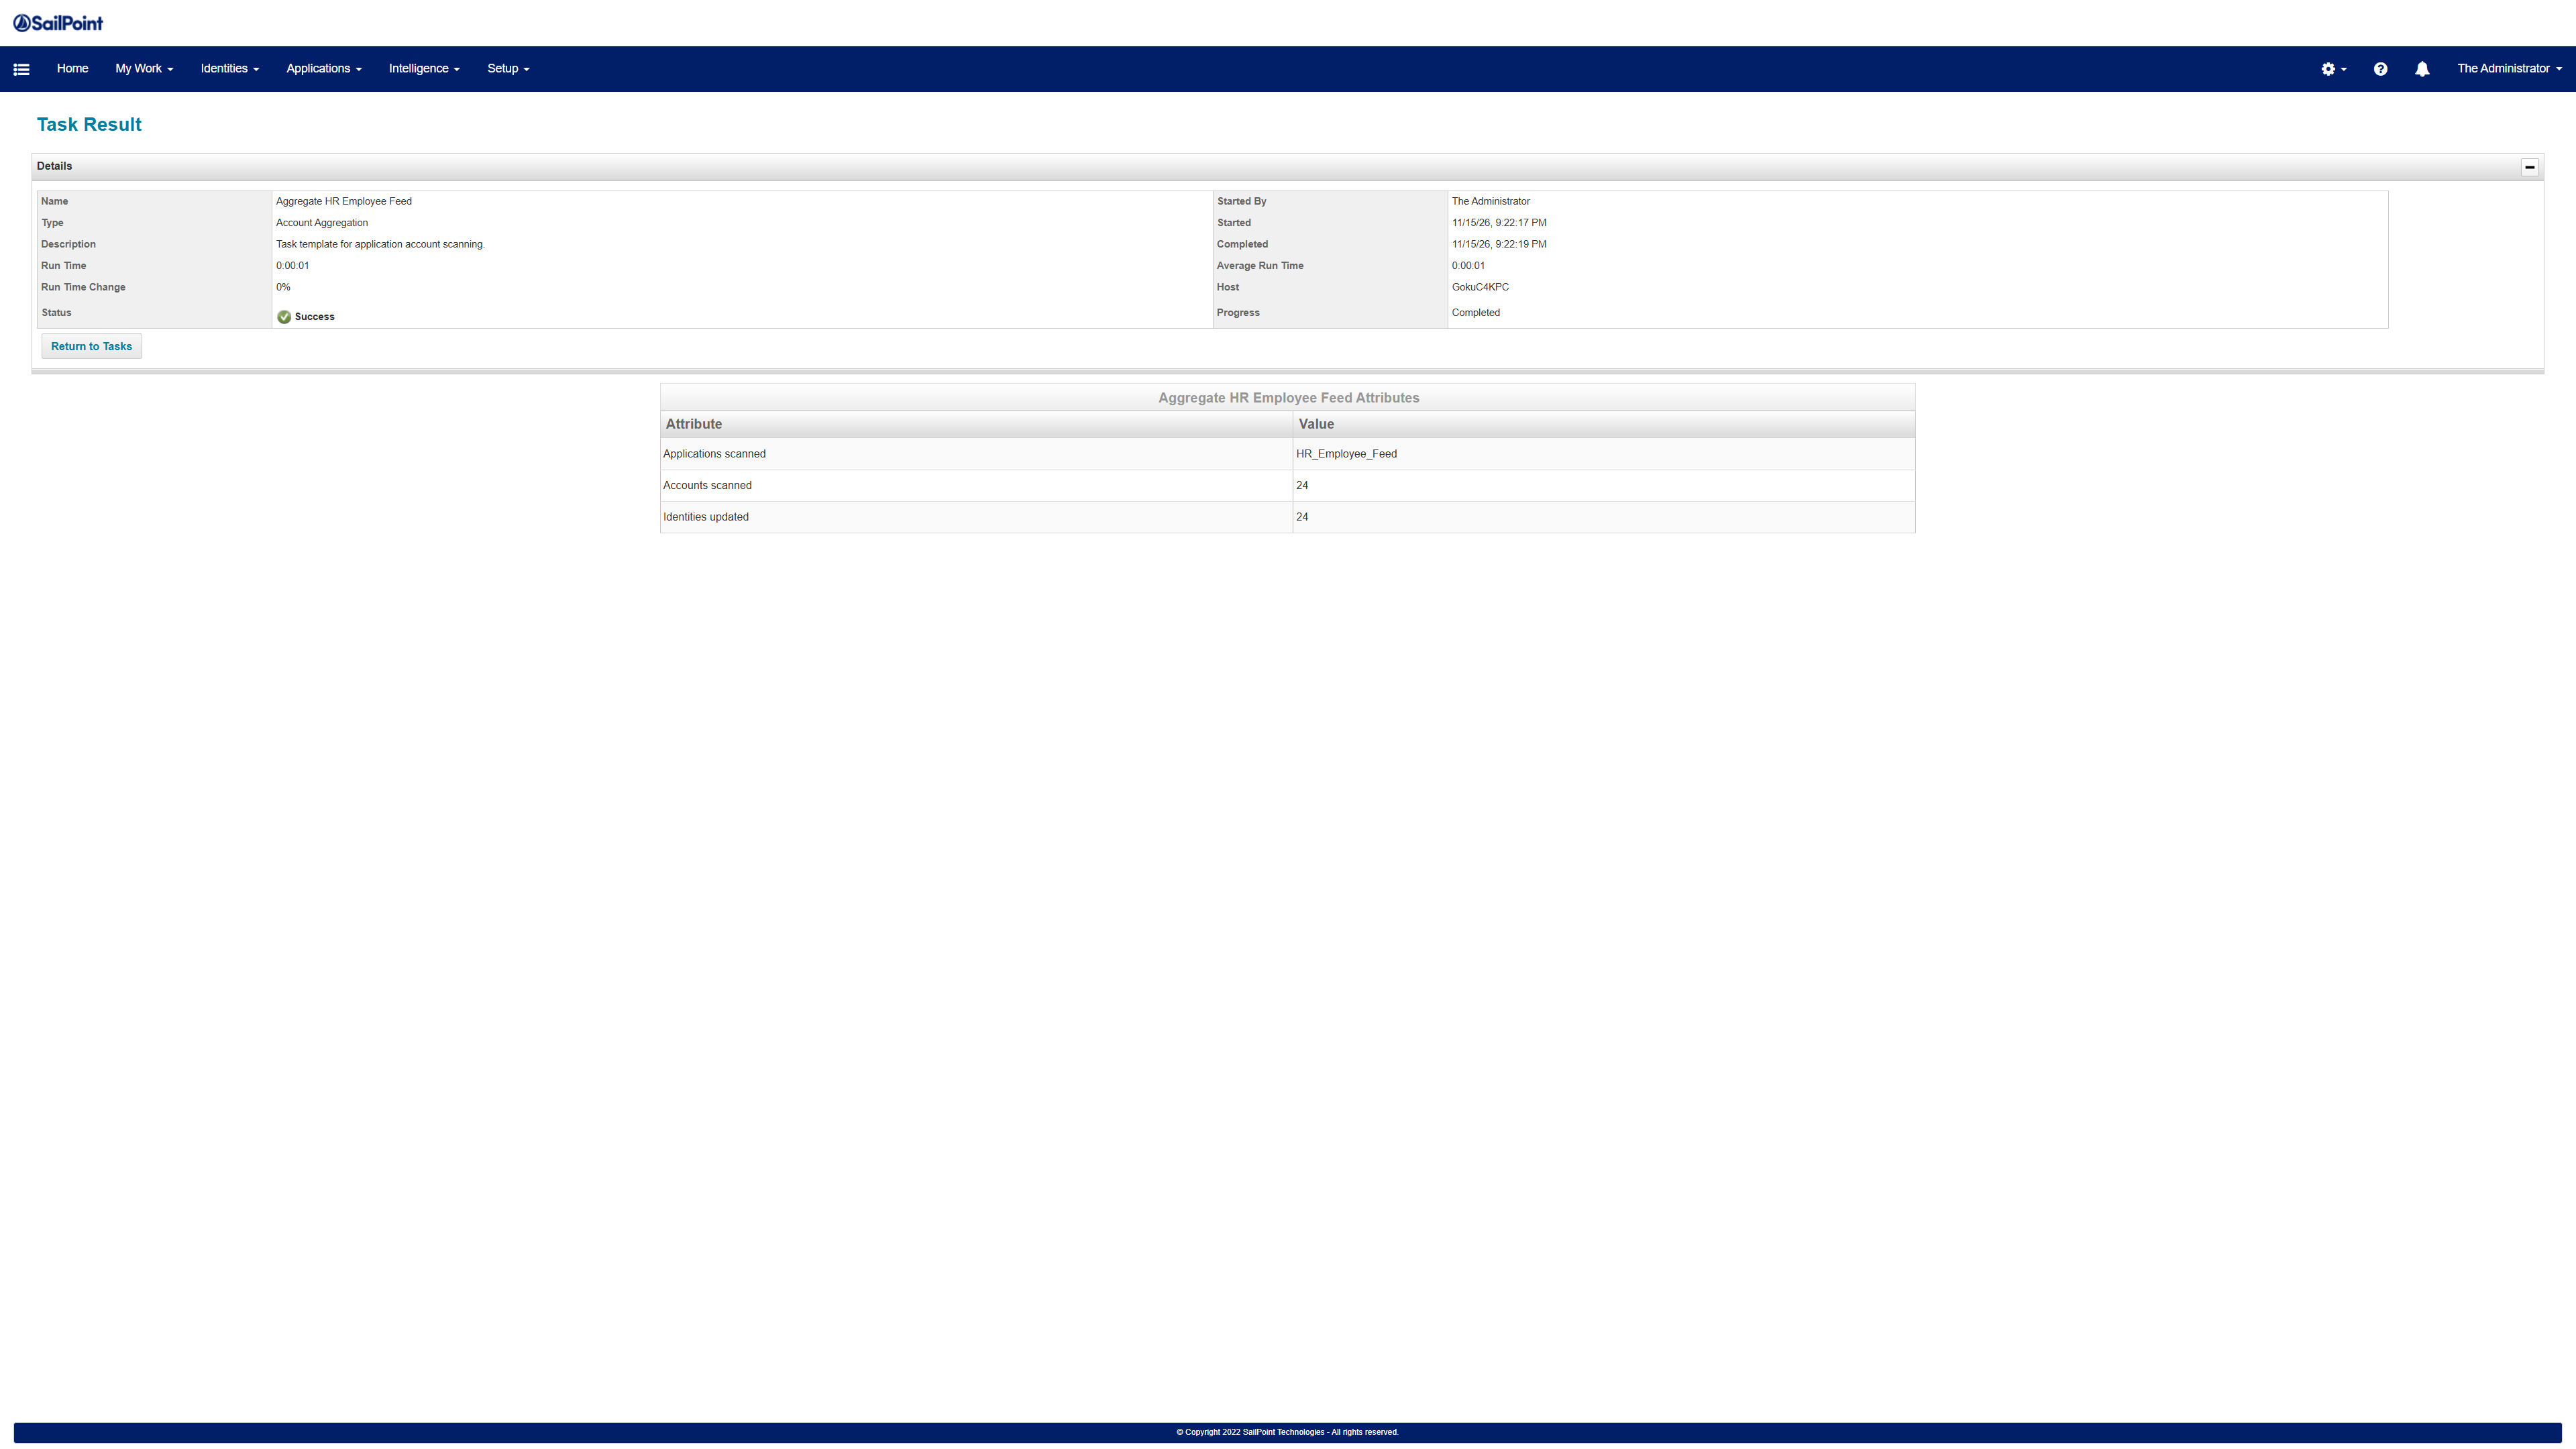 SailPoint
Home My Work Identities Applications Intelligence Setup The Administrator
Task Result
Details
Name Aggregate HR Employee Feed Started By The Administrator
Type Account Aggregation Started 11/15/26, 9:22:17 PM
Description Task template for application account scanning. Completed 11/15/26, 9:22:19 PM
Run Time 0:00:01 Average Run Time 0:00:01
Run Time Change 0% Host GokuC4KPC
Status Success Progress Completed
Return to Tasks
Aggregate HR Employee Feed Attributes
Attribute Value
Applications scanned HR_Employee_Feed
Accounts scanned 24
Identities updated 24
© Copyright 2022 SailPoint Technologies - All rights reserved.